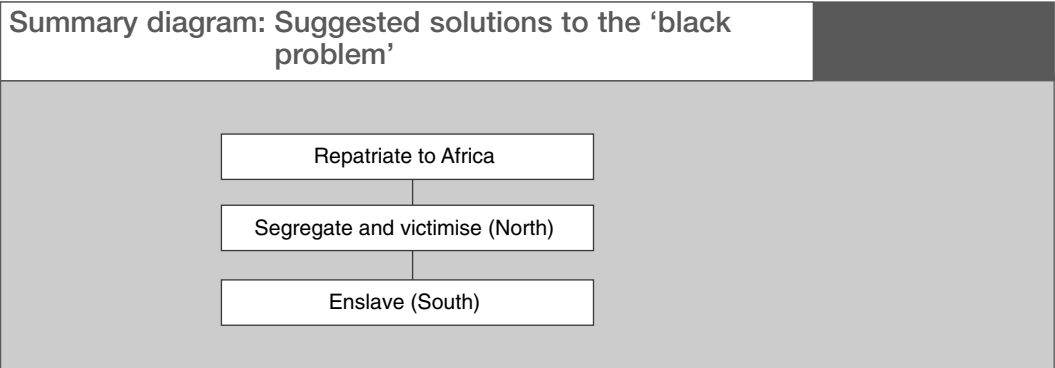 Summary diagram: Suggested solutions to the ‘black
problem’
Repatriate to Africa
Segregate and victimise (North)
Enslave (South)